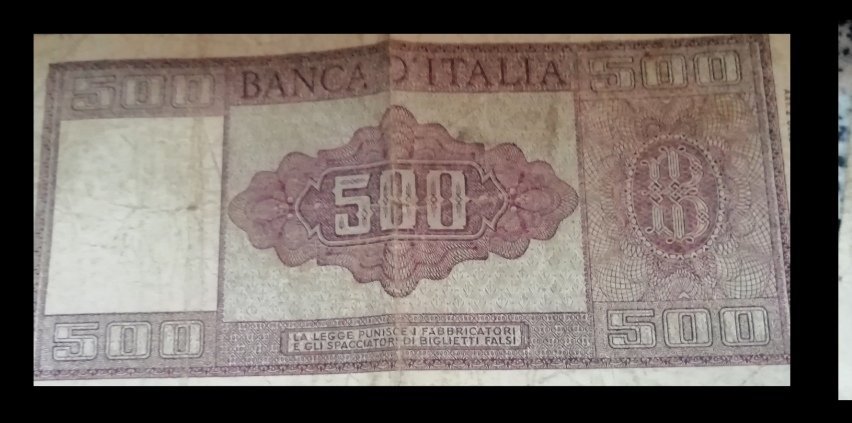 500 BANCA D'ITALIA 500
500
B
500
LA LEGGE PUNISCE I FABBRICATORI
E GLI SPACCIATORI DI BIGLIETTI FALSI
500